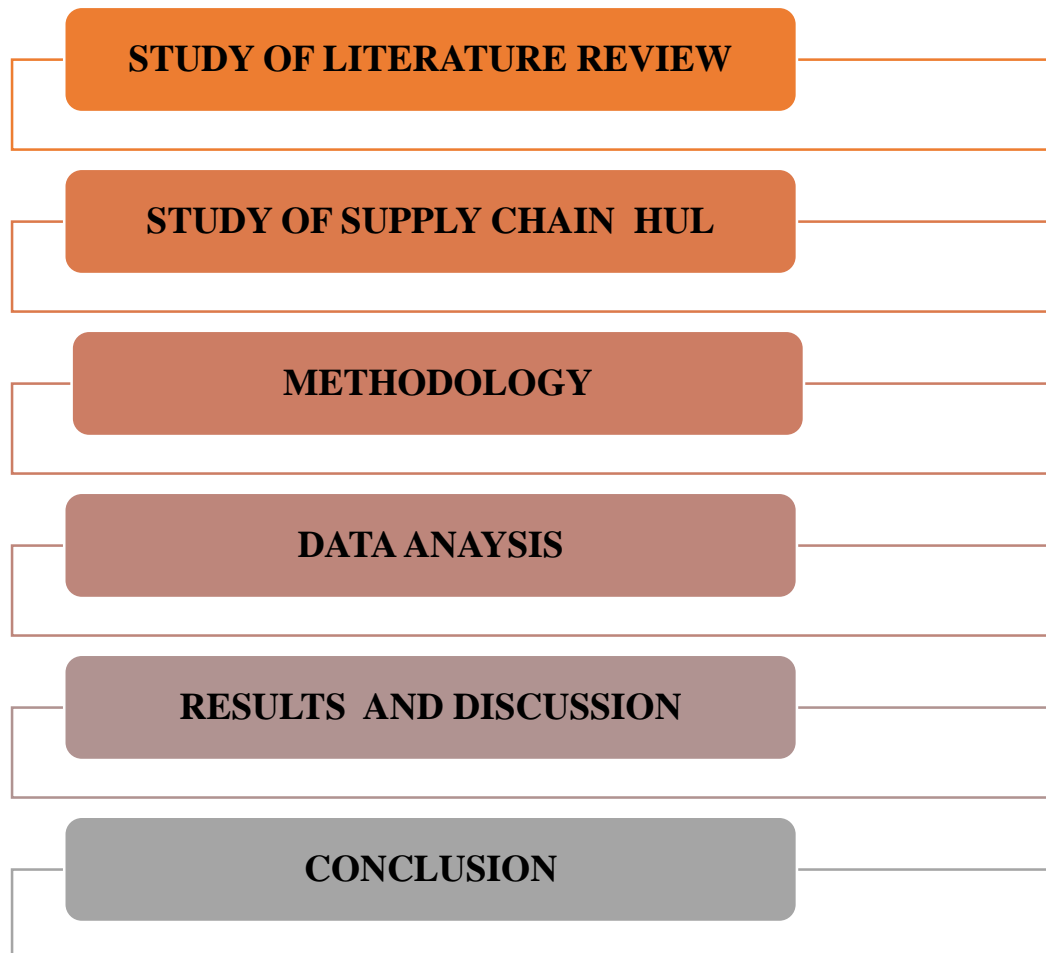 STUDY OF LITERATURE REVIEW
STUDY OF SUPPLY CHAIN  HUL
METHODOLOGY
DATA ANAYSIS
RESULTS  AND DISCUSSION
CONCLUSION